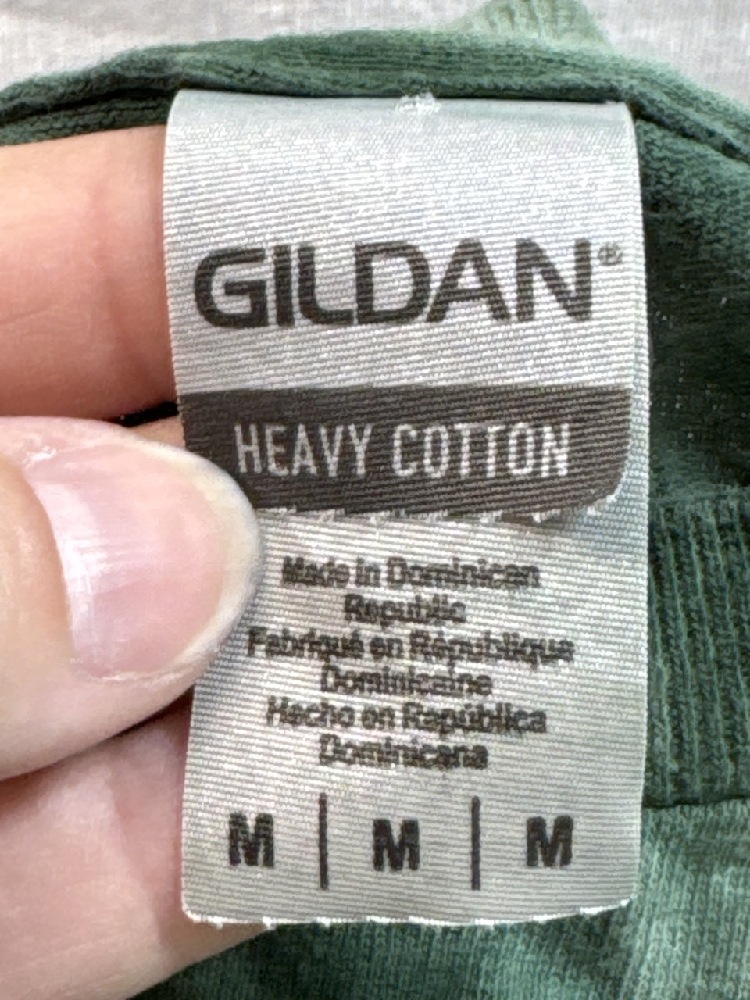 GILDAN®
HEAVY COTTON
Made in Dominican
Republic
Fabriqué en République
Dominicaine
Hecho en República
Dominicana
M | M | M